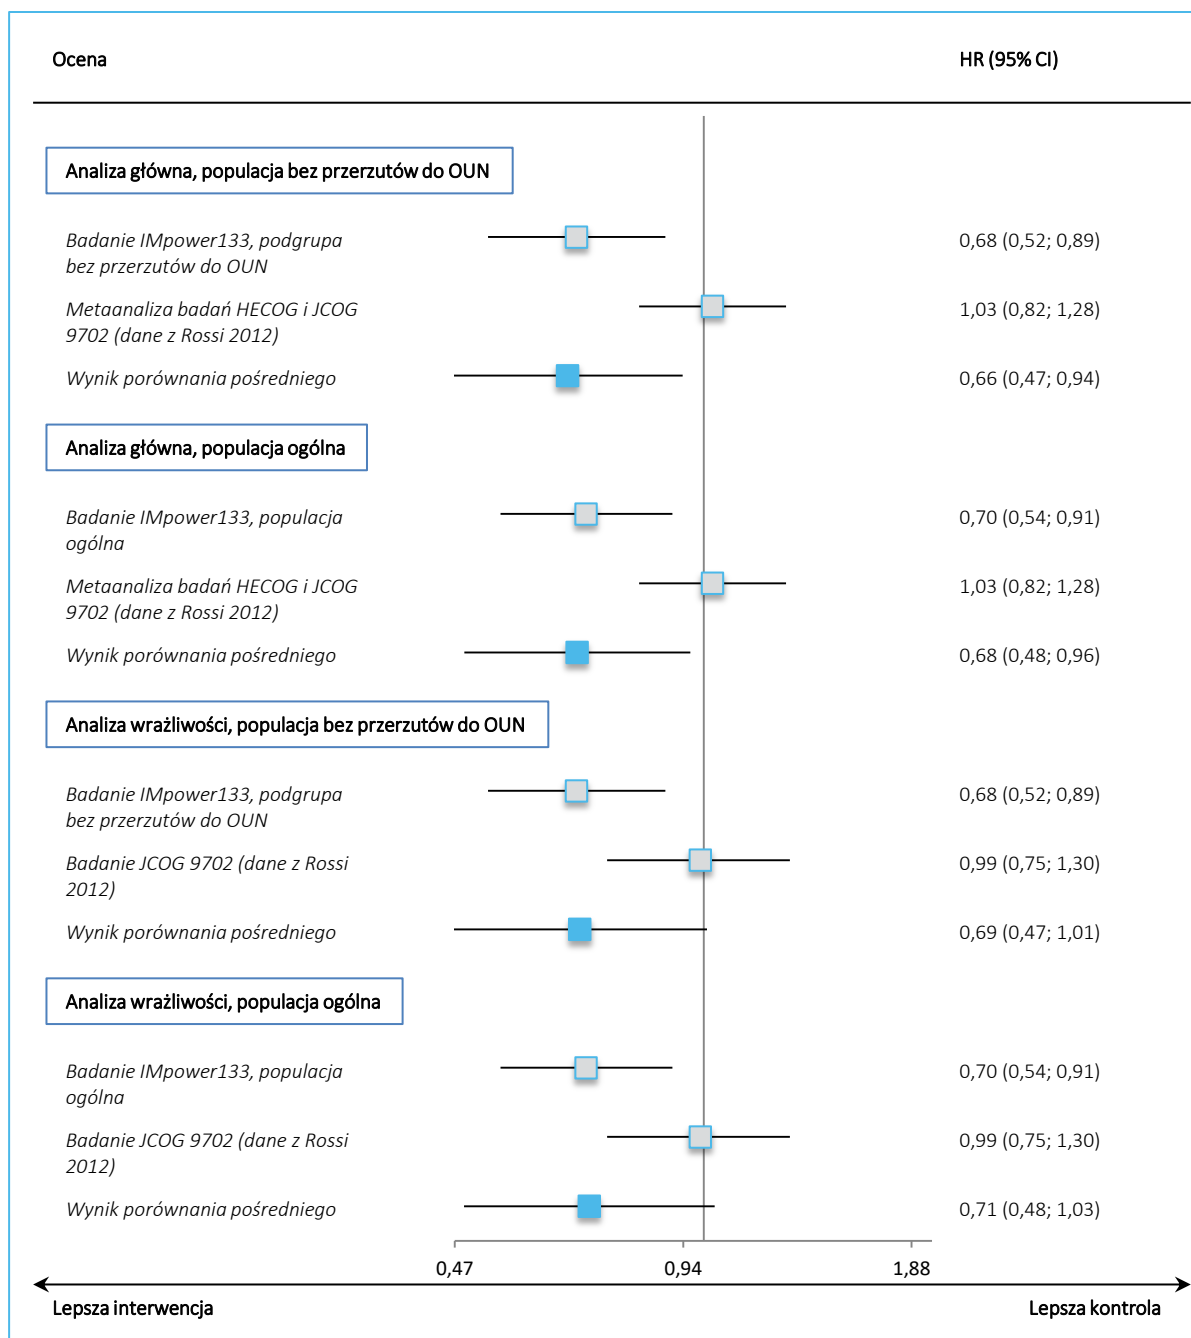 Ocena HR (95% CI)
Analiza główna, populacja bez przerzutów do OUN
Badanie IMpower133, podgrupa
bez przerzutów do OUN
0,68 (0,52; 0,89)
Metaanaliza badań HECOG i JCOG
9702 (dane z Rossi 2012)
1,03 (0,82; 1,28)
Wynik porównania pośredniego 0,66 (0,47; 0,94)
Analiza główna, populacja ogólna
Badanie IMpower133, populacja
ogólna
0,70 (0,54; 0,91)
Metaanaliza badań HECOG i JCOG
9702 (dane z Rossi 2012)
1,03 (0,82; 1,28)
Wynik porównania pośredniego 0,68 (0,48; 0,96)
Analiza wrażliwości, populacja bez przerzutów do OUN
Badanie IMpower133, podgrupa
bez przerzutów do OUN
0,68 (0,52; 0,89)
Badanie JCOG 9702 (dane z Rossi
2012)
0,99 (0,75; 1,30)
Wynik porównania pośredniego 0,69 (0,47; 1,01)
Analiza wrażliwości, populacja ogólna
Badanie IMpower133, populacja
ogólna
0,70 (0,54; 0,91)
Badanie JCOG 9702 (dane z Rossi
2012)
0,99 (0,75; 1,30)
Wynik porównania pośredniego 0,71 (0,48; 1,03)
0,47 0,94 1,88
Lepsza interwencja Lepsza kontrola